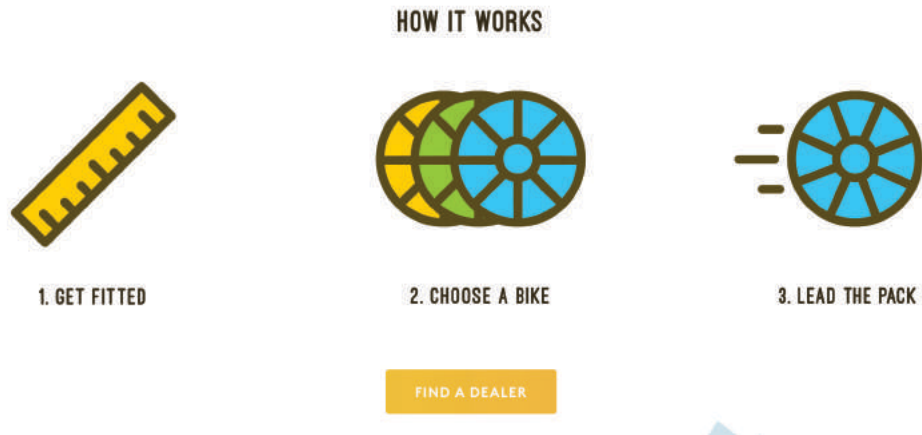 HOW IT WORKS
1. GET FITTED
2. CHOOSE A BIKE
3. LEAD THE PACK
FIND A DEALER